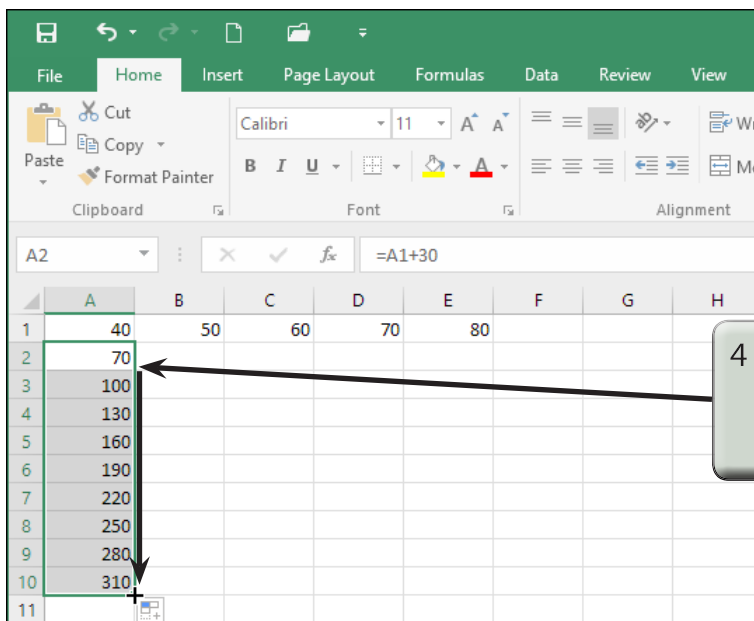 File Home Insert Page Layout Formulas Data Review View
Cut
Copy
Paste
Format Painter
Calibri 11 A A
B I U A
Clipboard Font Alignment
A2 fx =A1+30
A B C D E F G H
1 40 50 60 70 80
2 70
4
3 100
4 130
5 160
6 190
7 220
8 250
9 280
10 310
11